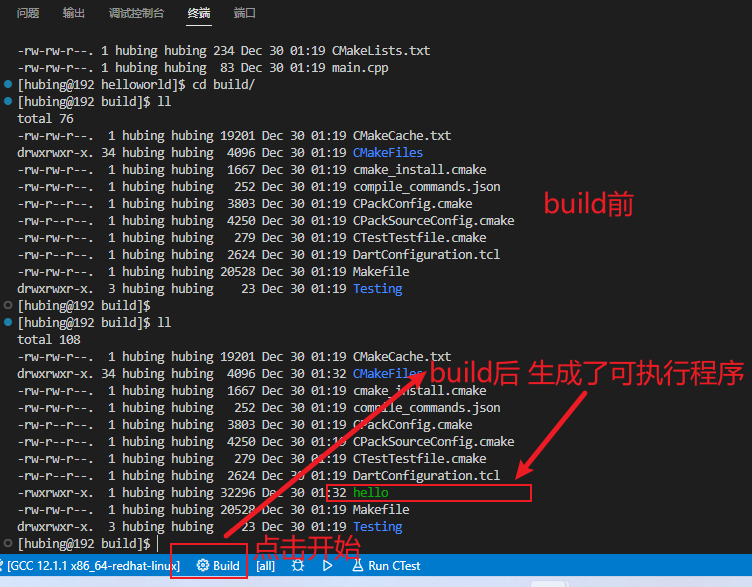 问题 输出 调试控制台 终端 端口
-rw-rw-r--. 1 hubing hubing 234 Dec 30 01:19 CMakeLists.txt
-rw-rw-r--. 1 hubing hubing  83 Dec 30 01:19 main.cpp
[hubing@192 helloworld]$ cd build/
[hubing@192 build]$ ll
total 76
-rw-rw-r--.  1 hubing hubing 19201 Dec 30 01:19 CMakeCache.txt
drwxrwxr-x. 34 hubing hubing  4096 Dec 30 01:19 CMakeFiles
-rw-rw-r--.  1 hubing hubing  1667 Dec 30 01:19 cmake_install.cmake
-rw-rw-r--.  1 hubing hubing   252 Dec 30 01:19 compile_commands.json
-rw-r--r--.  1 hubing hubing  3803 Dec 30 01:19 CPackConfig.cmake
-rw-r--r--.  1 hubing hubing  4250 Dec 30 01:19 CPackSourceConfig.cmake
-rw-rw-r--.  1 hubing hubing   279 Dec 30 01:19 CTestTestfile.cmake
-rw-r--r--.  1 hubing hubing  2624 Dec 30 01:19 DartConfiguration.tcl
-rw-rw-r--.  1 hubing hubing 20528 Dec 30 01:19 Makefile
drwxrwxr-x.  3 hubing hubing    23 Dec 30 01:19 Testing
build前
[hubing@192 build]$
[hubing@192 build]$ ll
total 108
-rw-rw-r--.  1 hubing hubing 19201 Dec 30 01:19 CMakeCache.txt
drwxrwxr-x. 34 hubing hubing  4096 Dec 30 01:32 CMakeFiles
build后 生成了可执行程序
-rw-rw-r--.  1 hubing hubing  1667 Dec 30 01:19 cmake_install.cmake
-rw-rw-r--.  1 hubing hubing   252 Dec 30 01:19 compile_commands.json
-rw-r--r--.  1 hubing hubing  3803 Dec 30 01:19 CPackConfig.cmake
-rw-r--r--.  1 hubing hubing  4250 Dec 30 01:19 CPackSourceConfig.cmake
-rw-rw-r--.  1 hubing hubing   279 Dec 30 01:19 CTestTestfile.cmake
-rw-r--r--.  1 hubing hubing  2624 Dec 30 01:19 DartConfiguration.tcl
-rwxrwxr-x.  1 hubing hubing 32296 Dec 30 01:32 hello
-rw-rw-r--.  1 hubing hubing 20528 Dec 30 01:19 Makefile
drwxrwxr-x.  3 hubing hubing    23 Dec 30 01:19 Testing
[hubing@192 build]$
点击开始
[GCC 12.1.1 x86_64-redhat-linux] Build [all] Run CTest